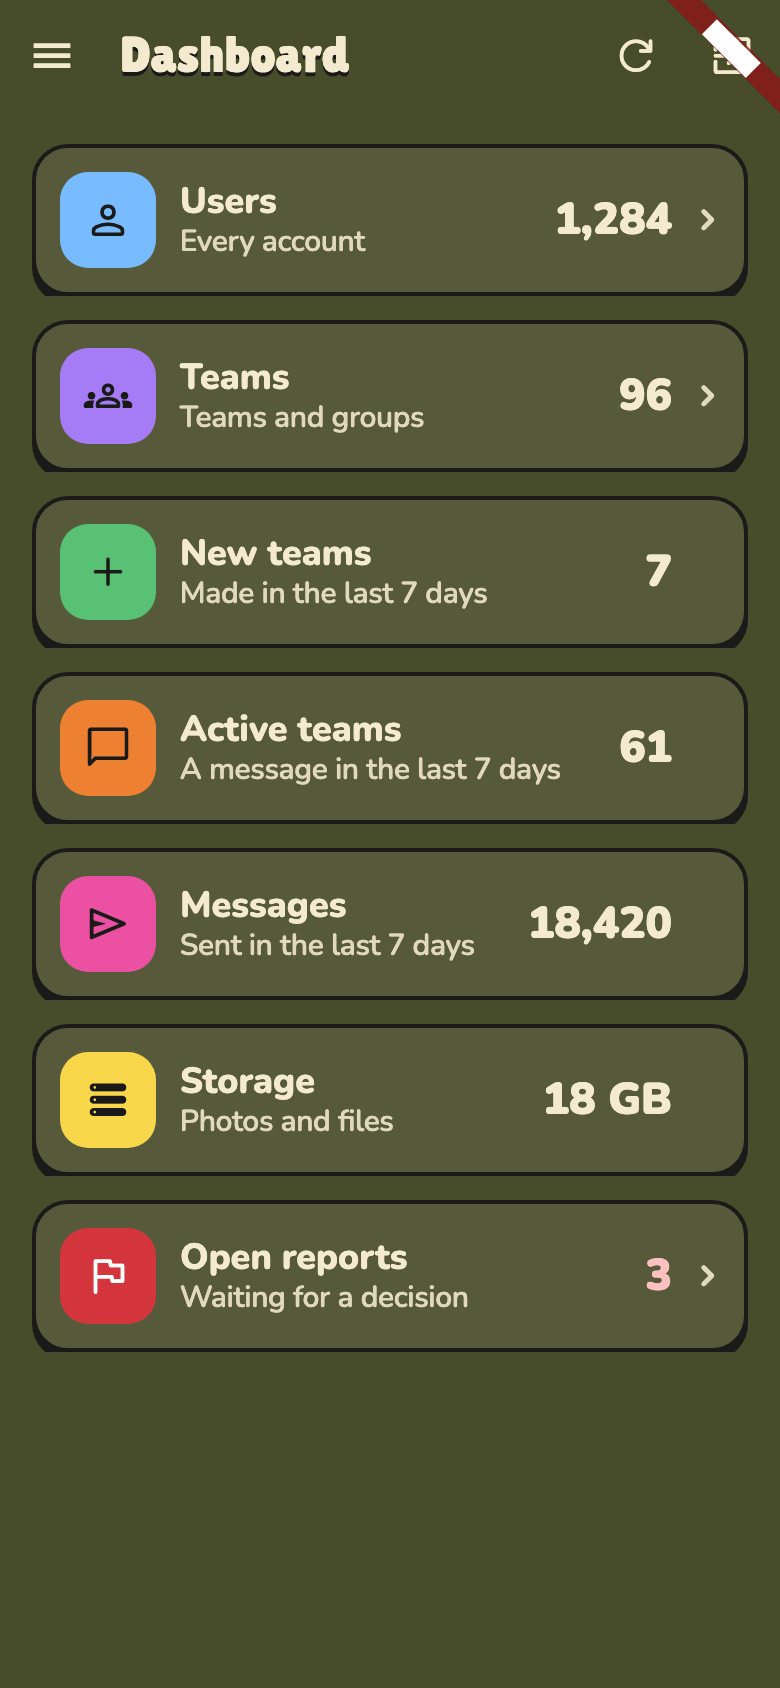 Dashboard
Users
Every account
1,284
Teams
Teams and groups
96
New teams
Made in the last 7 days
7
Active teams
A message in the last 7 days
61
Messages
Sent in the last 7 days
18,420
Storage
Photos and files
18 GB
Open reports
Waiting for a decision
3